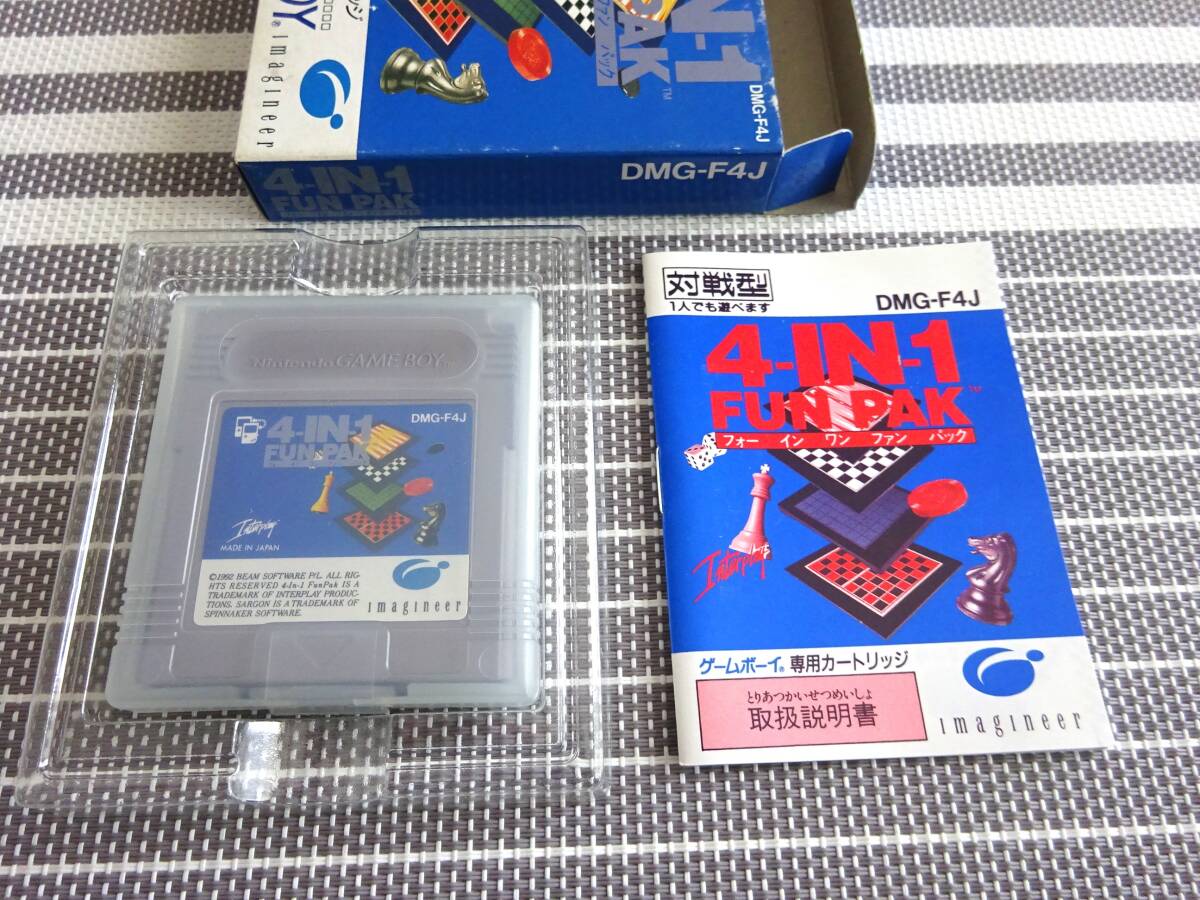 imagineer
ファン パック
N-1
PAK™
DMG-F4J
4-IN-1
FUN PAK
DMG-F4J
Nintendo GAME BOY™
4-IN-1
FUN PAK
DMG-F4J
Interplay
MADE IN JAPAN
©1992 BEAM SOFTWARE P/L. ALL RIG-
HTS RESERVED 4-In-1 FunPak IS A
TRADEMARK OF INTERPLAY PRODUC-
TIONS. SARGON IS A TRADEMARK OF
SPINNAKER SOFTWARE.
imagineer
対戦型
1人でも遊べます
DMG-F4J
4-IN-1
FUN PAK™
フォー イン ワン ファン パック
Interplay
ゲームボーイ® 専用カートリッジ
とりあつかいせつめいしょ
取扱説明書
imagineer